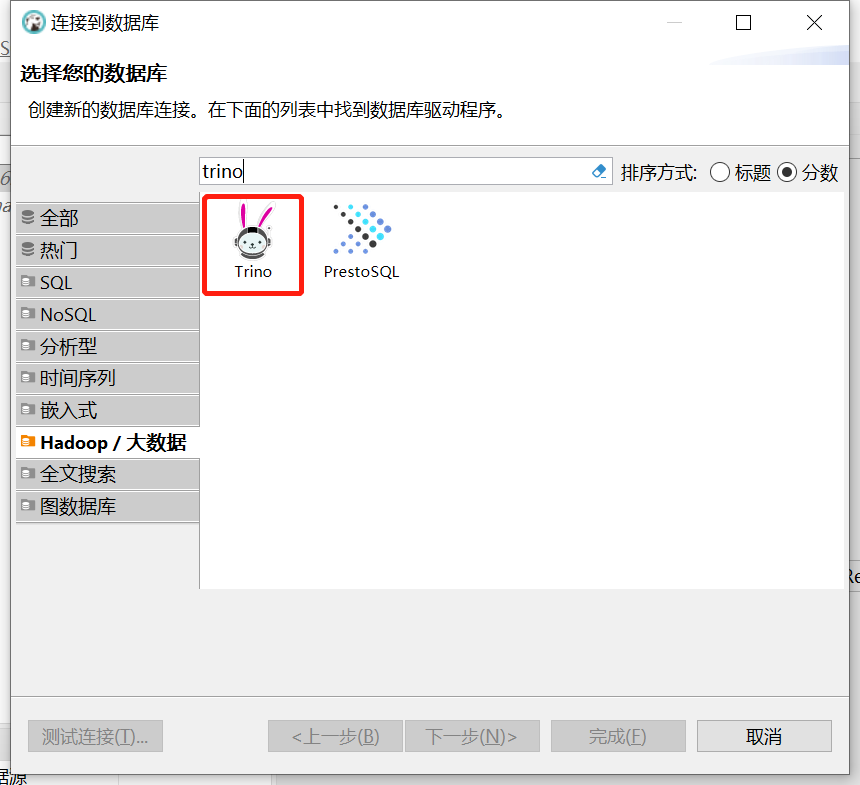 连接到数据库
选择您的数据库
创建新的数据库连接。在下面的列表中找到数据库驱动程序。
trino
排序方式: 标题 分数
全部
热门
SQL
NoSQL
分析型
时间序列
嵌入式
Hadoop / 大数据
全文搜索
图数据库
Trino
PrestoSQL
测试连接(T)...
<上一步(B)
下一步(N)>
完成(F)
取消
据源